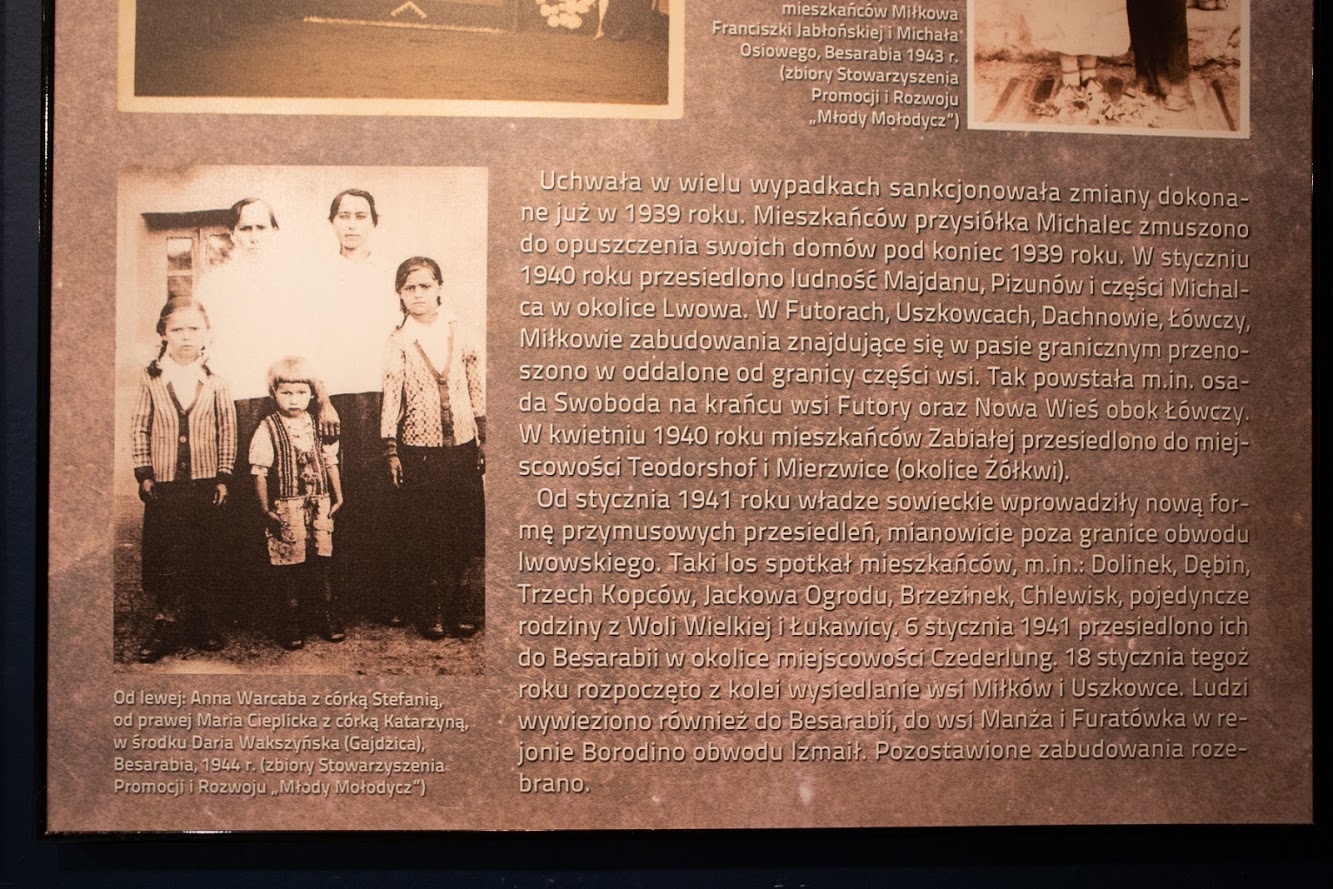 mieszkańców Miłkowa
Franciszki Jabłońskiej i Michała
Osiowego, Besarabia 1943 r.
(zbiory Stowarzyszenia
Promocji i Rozwoju
„Młody Mołodycz”)
Uchwała w wielu wypadkach sankcjonowała zmiany dokona-
ne już w 1939 roku. Mieszkańców przysiółka Michalec zmuszono
do opuszczenia swoich domów pod koniec 1939 roku. W styczniu
1940 roku przesiedlono ludność Majdanu, Pizunów i części Michal-
ca w okolice Lwowa. W Futorach, Uszkowcach, Dachnowie, Łówczy,
Miłkowie zabudowania znajdujące się w pasie granicznym przeno-
szono w oddalone od granicy części wsi. Tak powstała m.in. osa-
da Swoboda na krańcu wsi Futory oraz Nowa Wieś obok Łówczy.
W kwietniu 1940 roku mieszkańców Zabiałej przesiedlono do miej-
scowości Teodorshof i Mierzwice (okolice Żółkwi).
Od stycznia 1941 roku władze sowieckie wprowadziły nową for-
mę przymusowych przesiedleń, mianowicie poza granice obwodu
lwowskiego. Taki los spotkał mieszkańców, m.in.: Dolinek, Dębin,
Trzech Kopców, Jackowa Ogrodu, Brzezinek, Chlewisk, pojedyncze
rodziny z Woli Wielkiej i Łukawicy. 6 stycznia 1941 przesiedlono ich
do Besarabii w okolice miejscowości Czederlung. 18 stycznia tegoż
roku rozpoczęto z kolei wysiedlanie wsi Miłków i Uszkowce. Ludzi
wywieziono również do Besarabii, do wsi Manża i Furatówka w re-
jonie Borodino obwodu Izmaił. Pozostawione zabudowania roze-
brano.
Od lewej: Anna Warcaba z córką Stefanią,
od prawej Maria Cieplicka z córką Katarzyną,
w środku Daria Wakszyńska (Gajdzica),
Besarabia, 1944 r. (zbiory Stowarzyszenia
Promocji i Rozwoju „Młody Mołodycz”)